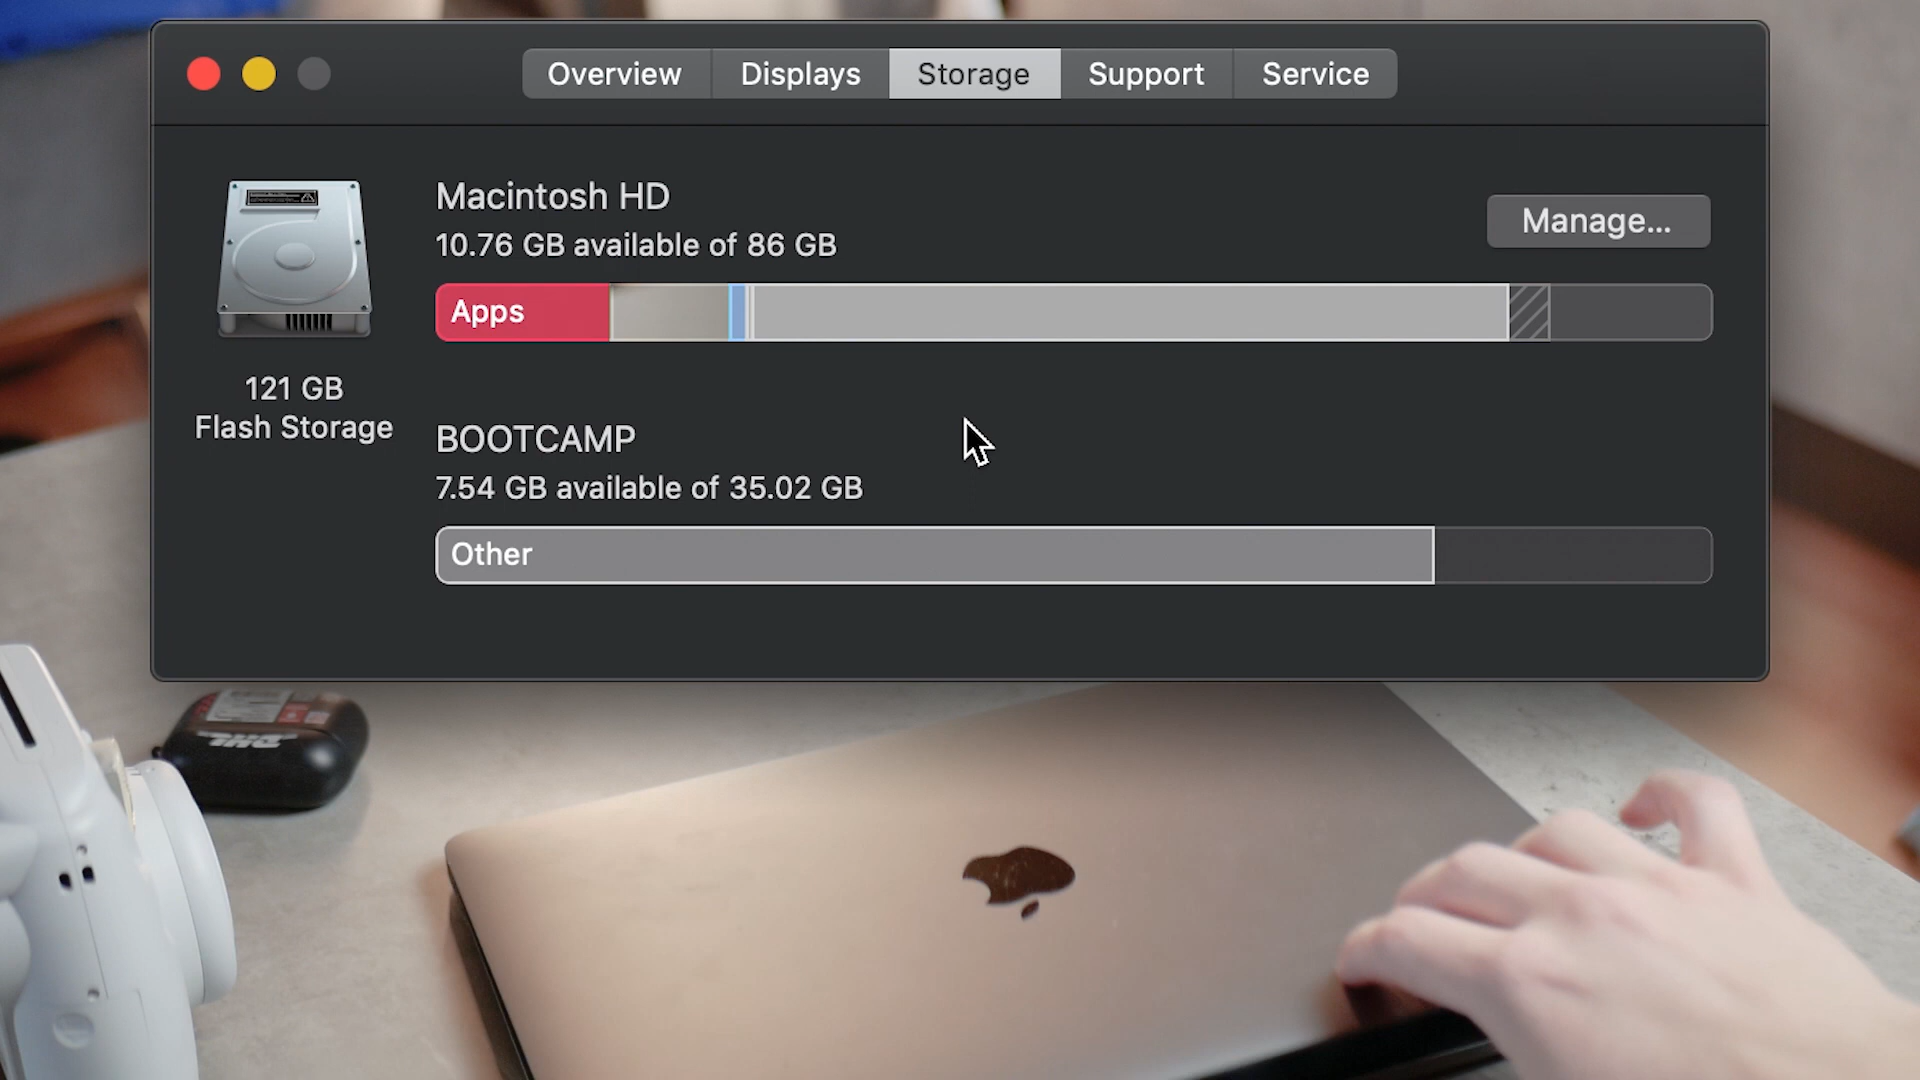 Overview
Displays
Storage
Support
Service
Macintosh HD
10.76 GB available of 86 GB
Manage...
Apps
121 GB
Flash Storage
BOOTCAMP
7.54 GB available of 35.02 GB
Other
DHL